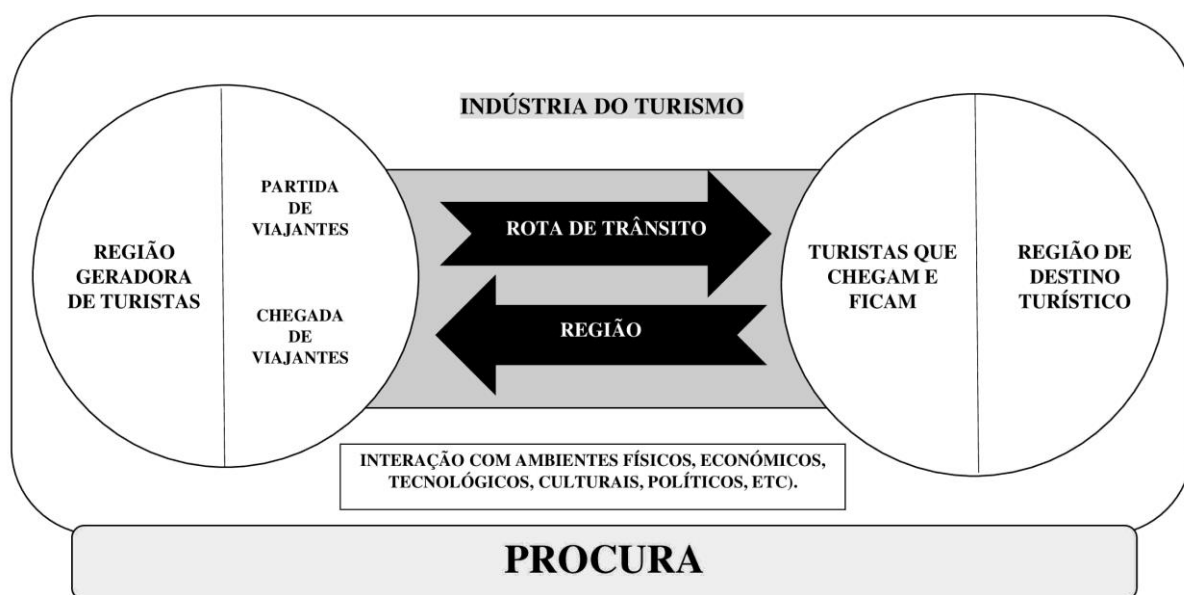 INDÚSTRIA DO TURISMO
REGIÃO
GERADORA
DE TURISTAS
PARTIDA
DE
VIAJANTES
CHEGADA
DE
VIAJANTES
ROTA DE TRÂNSITO
REGIÃO
TURISTAS QUE
CHEGAM E
FICAM
REGIÃO DE
DESTINO
TURÍSTICO
INTERAÇÃO COM AMBIENTES FÍSICOS, ECONÓMICOS,
TECNOLÓGICOS, CULTURAIS, POLÍTICOS, ETC).
PROCURA